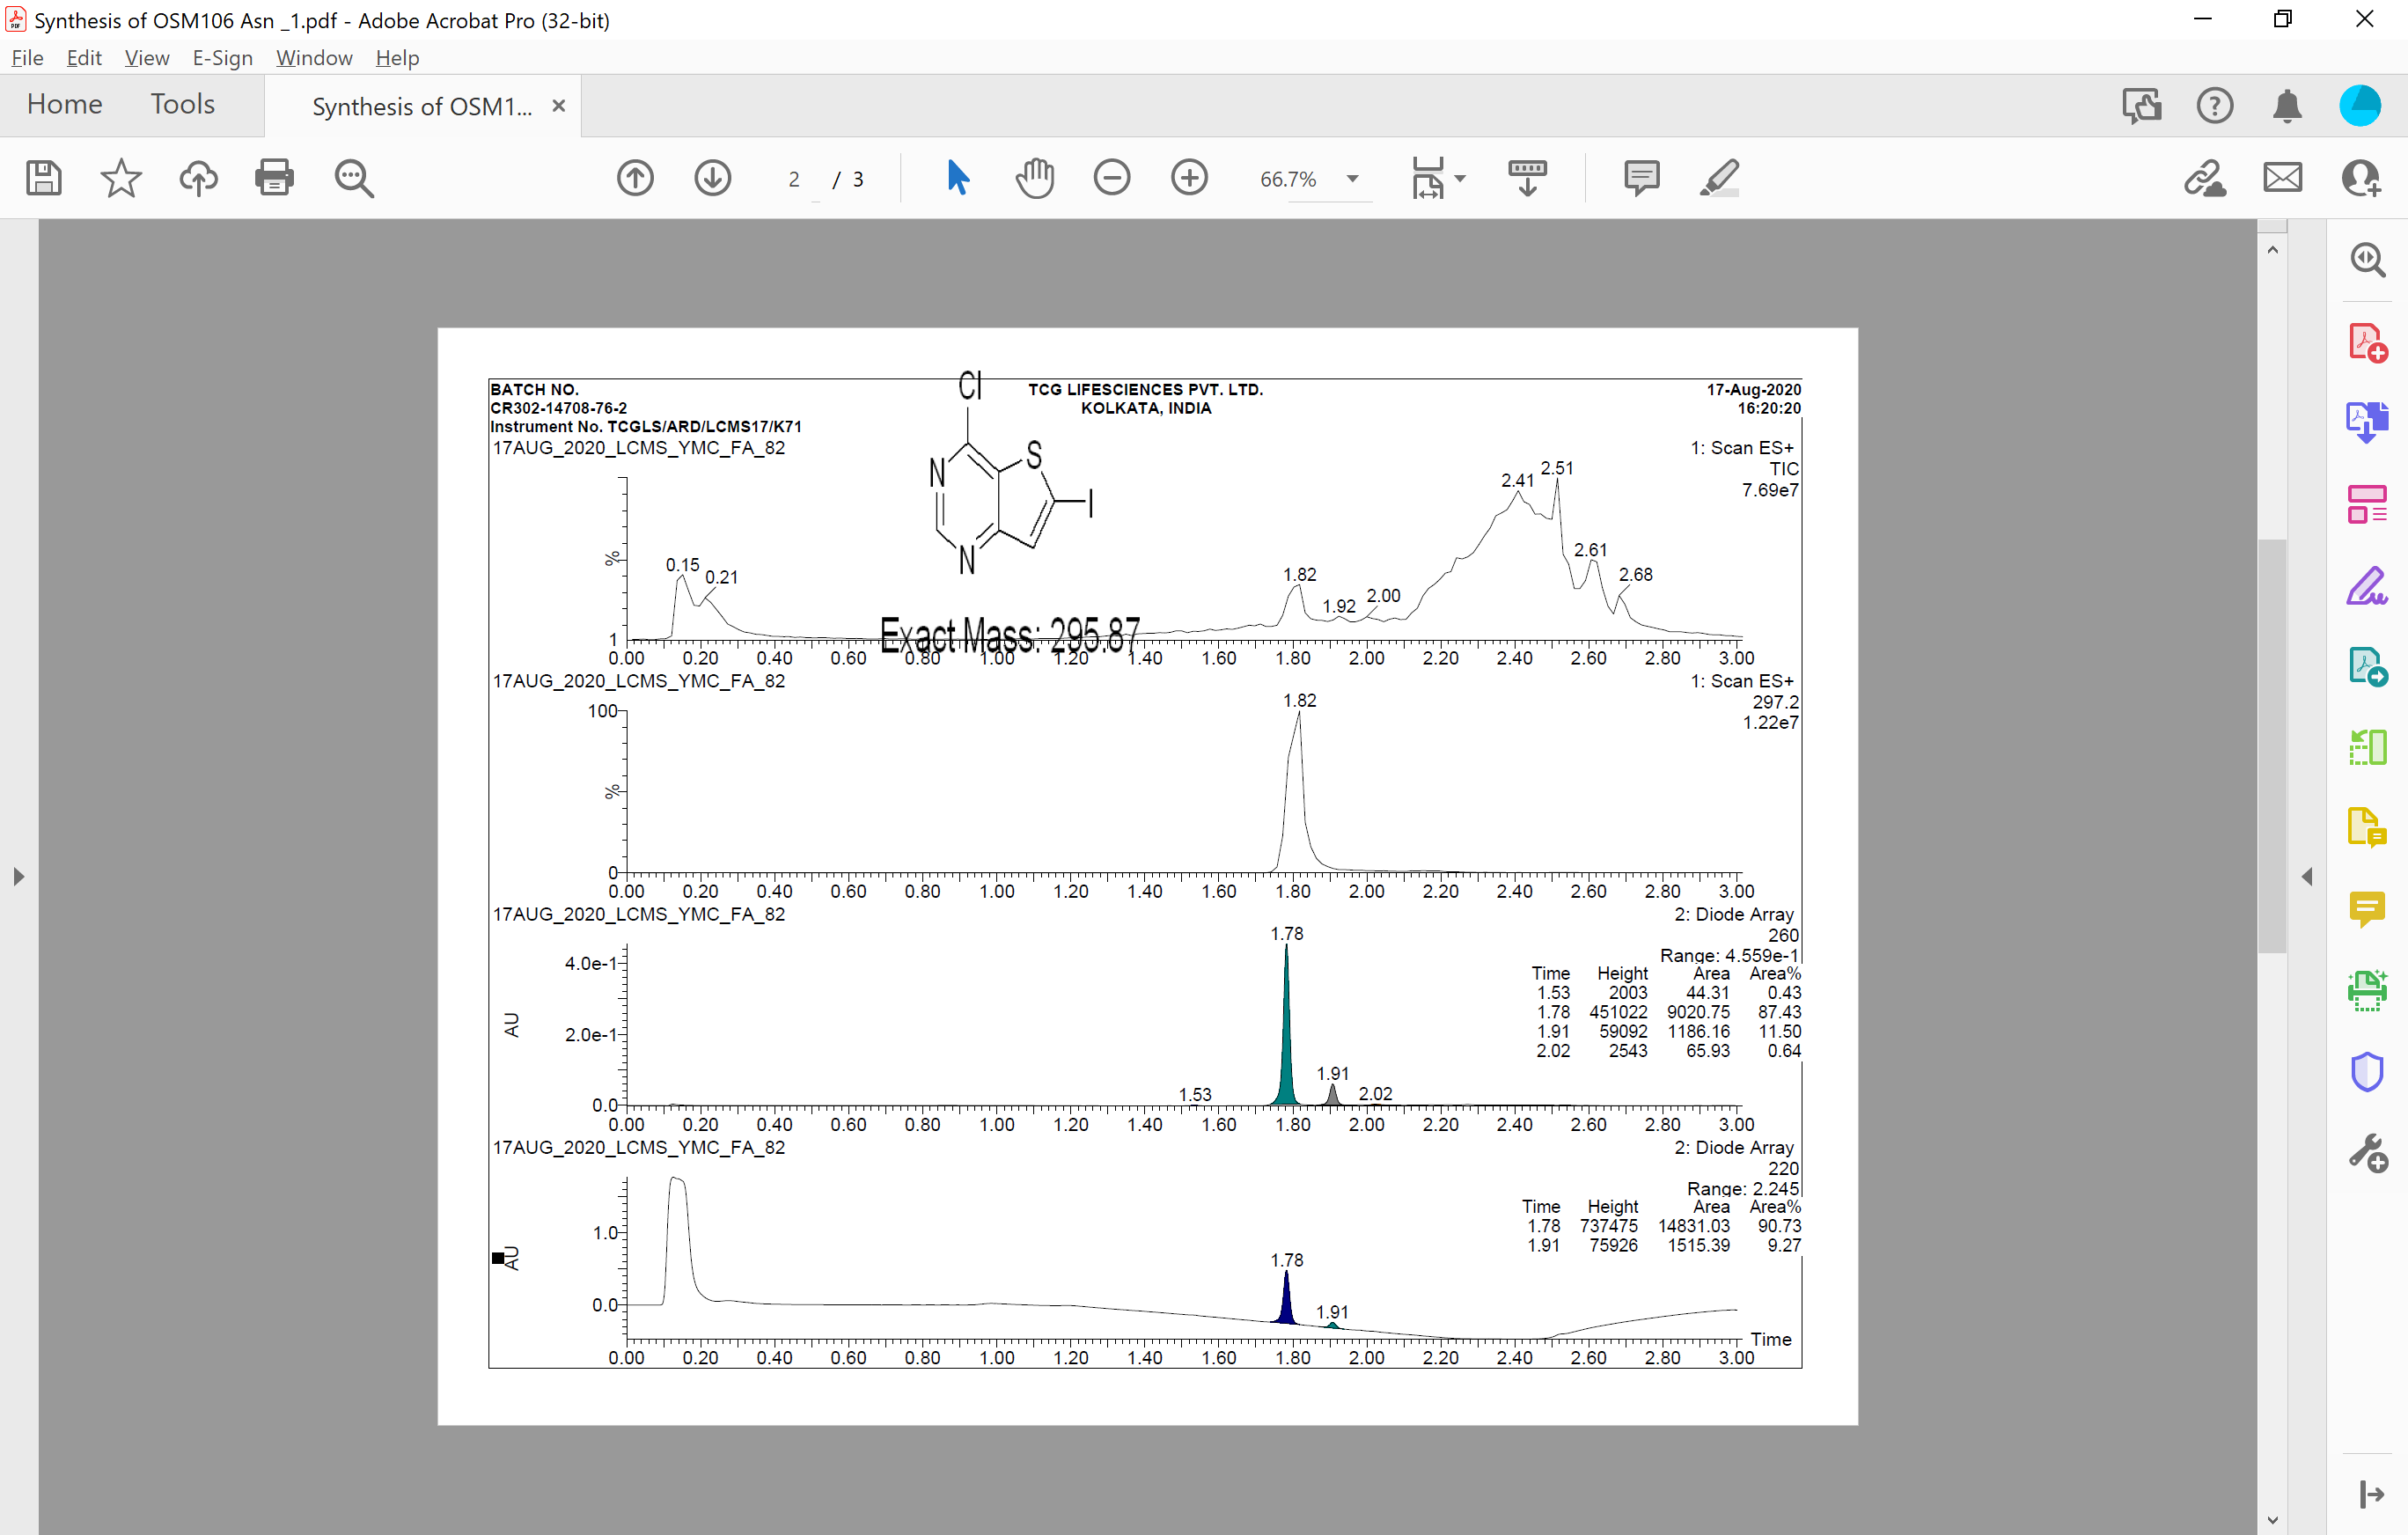 Synthesis of OSM106 Asn _1.pdf - Adobe Acrobat Pro (32-bit)
File Edit View E-Sign Window Help
Home Tools Synthesis of OSM1... ×
2 / 3 66.7%
BATCH NO.
CR302-14708-76-2
Instrument No. TCGLS/ARD/LCMS17/K71
TCG LIFESCIENCES PVT. LTD.
KOLKATA, INDIA
17-Aug-2020
16:20:20
Cl
S
N
I
N
Exact Mass: 295.87
17AUG_2020_LCMS_YMC_FA_82
1: Scan ES+
TIC
7.69e7
%
1
0.15
0.21
1.82
1.92
2.00
2.41
2.51
2.61
2.68
0.00 0.20 0.40 0.60 0.80 1.00 1.20 1.40 1.60 1.80 2.00 2.20 2.40 2.60 2.80 3.00
17AUG_2020_LCMS_YMC_FA_82
1: Scan ES+
297.2
1.22e7
1.82
100
%
0
0.00 0.20 0.40 0.60 0.80 1.00 1.20 1.40 1.60 1.80 2.00 2.20 2.40 2.60 2.80 3.00
17AUG_2020_LCMS_YMC_FA_82
2: Diode Array
260
Range: 4.559e-1
Time Height Area Area%
1.53 2003 44.31 0.43
1.78 451022 9020.75 87.43
1.91 59092 1186.16 11.50
2.02 2543 65.93 0.64
AU
4.0e-1
2.0e-1
0.0
1.53
1.78
1.91
2.02
0.00 0.20 0.40 0.60 0.80 1.00 1.20 1.40 1.60 1.80 2.00 2.20 2.40 2.60 2.80 3.00
17AUG_2020_LCMS_YMC_FA_82
2: Diode Array
220
Range: 2.245
Time Height Area Area%
1.78 737475 14831.03 90.73
1.91 75926 1515.39 9.27
AU
1.0
0.0
1.78
1.91
Time
0.00 0.20 0.40 0.60 0.80 1.00 1.20 1.40 1.60 1.80 2.00 2.20 2.40 2.60 2.80 3.00